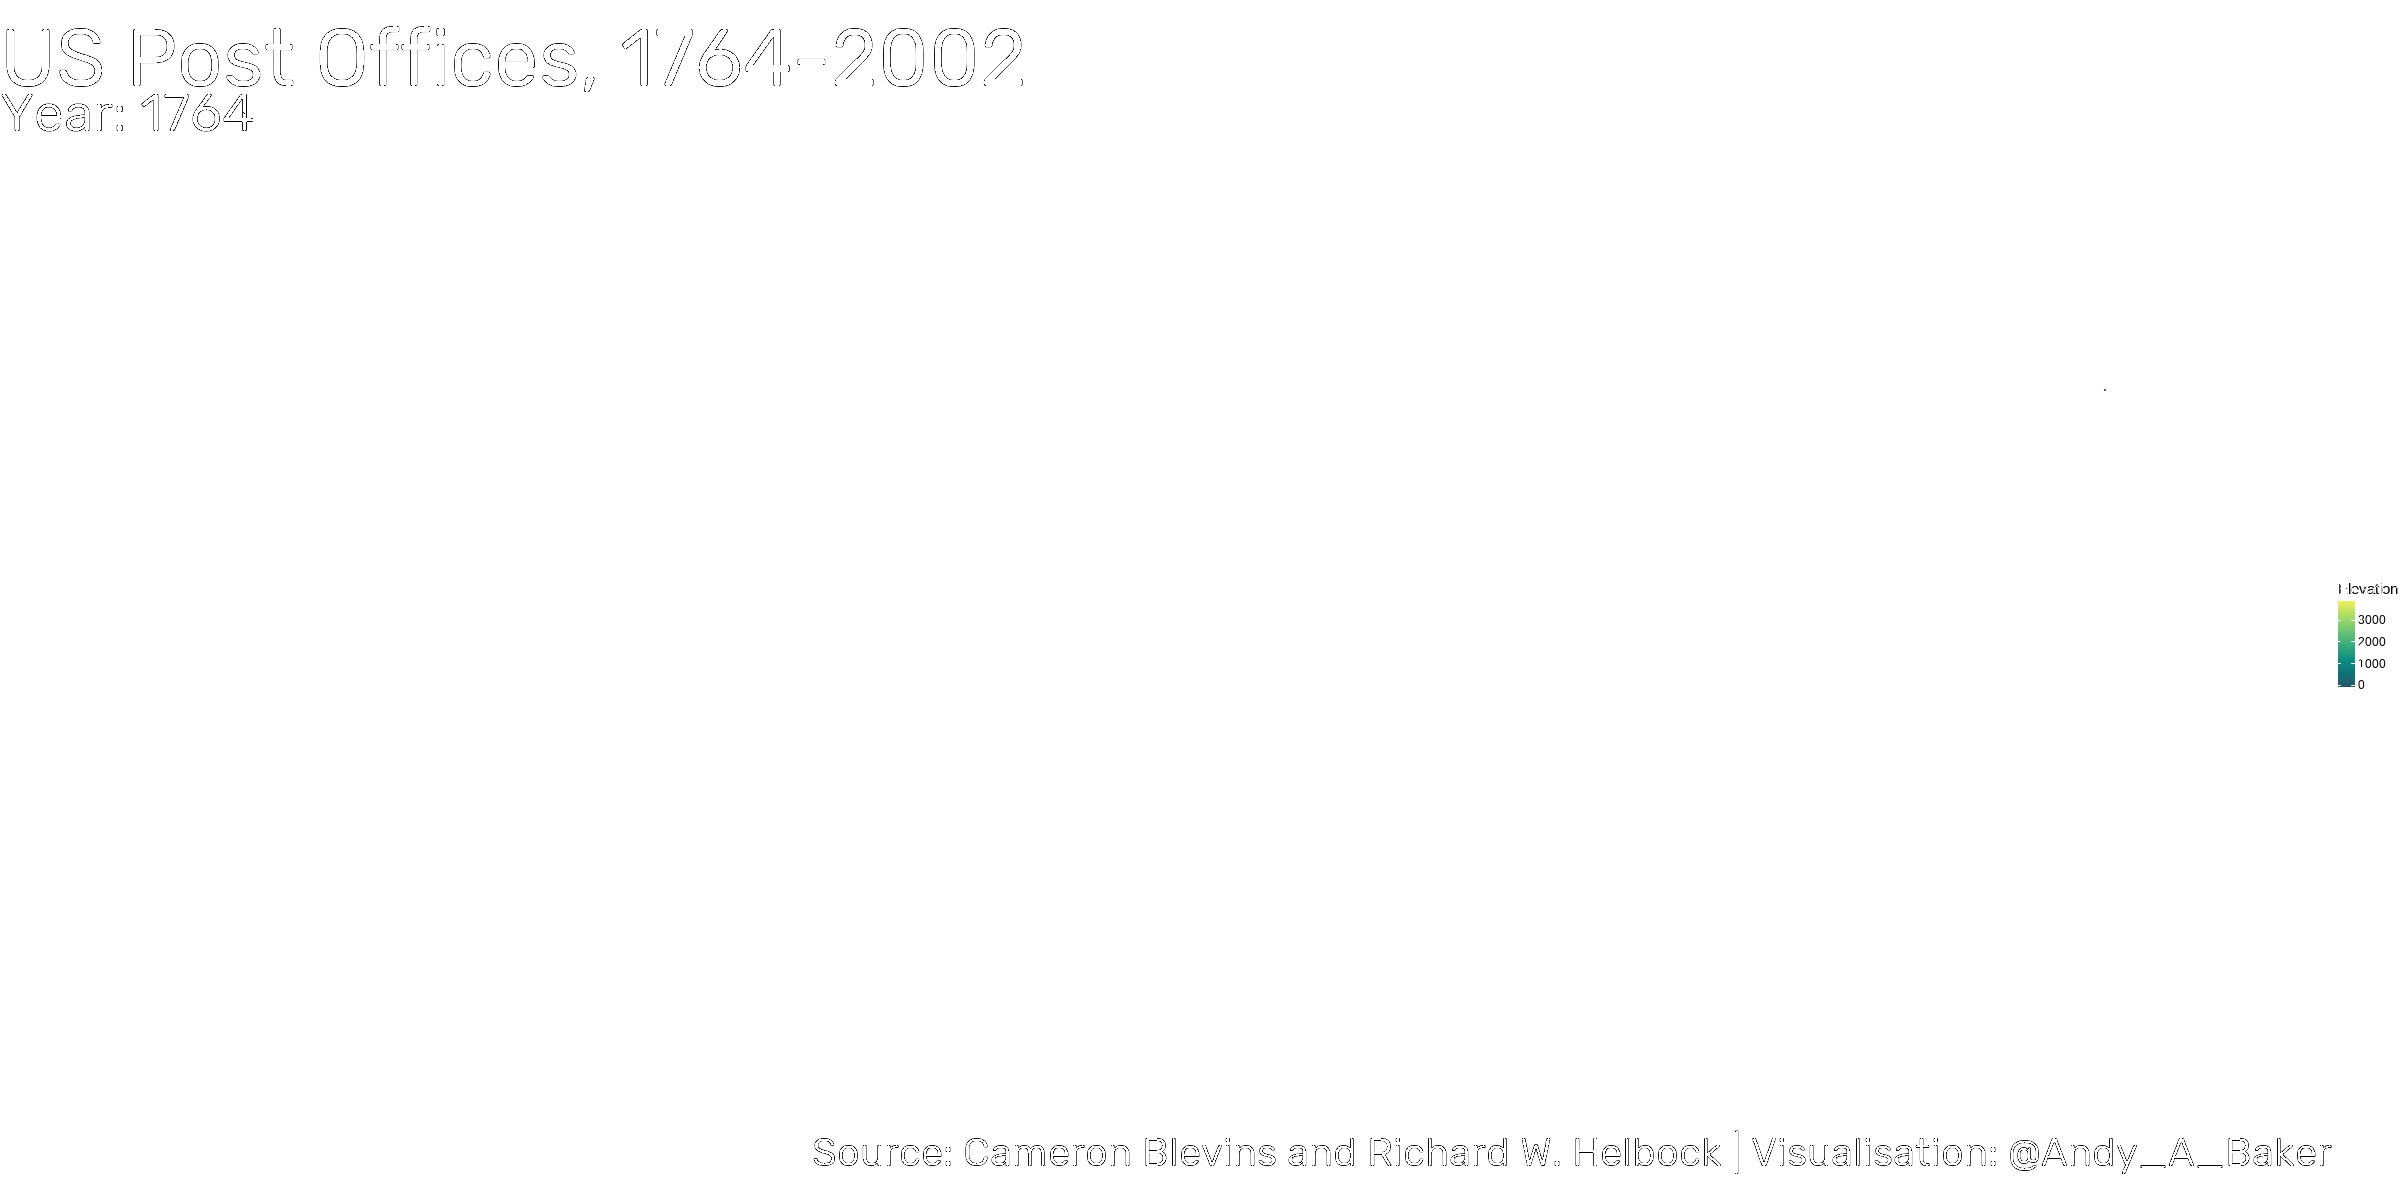 US Post Offices, 1764-2002
Year: 1764
Elevation
3000
2000
1000
0
Source: Cameron Blevins and Richard W. Helbock | Visualisation: @Andy_A_Baker